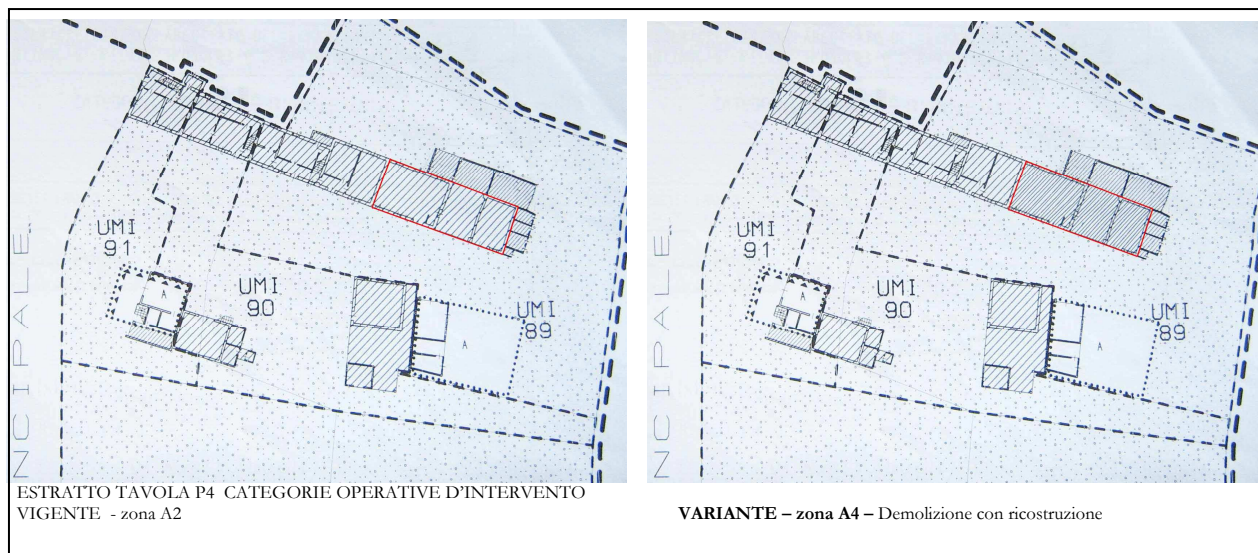 UMI
91
UMI
90
UMI
89
A
A
NCIPALE
ESTRATTO TAVOLA P4 CATEGORIE OPERATIVE D'INTERVENTO
VIGENTE - zona A2
UMI
91
UMI
90
UMI
89
A
A
NCIPALE
VARIANTE – zona A4 – Demolizione con ricostruzione